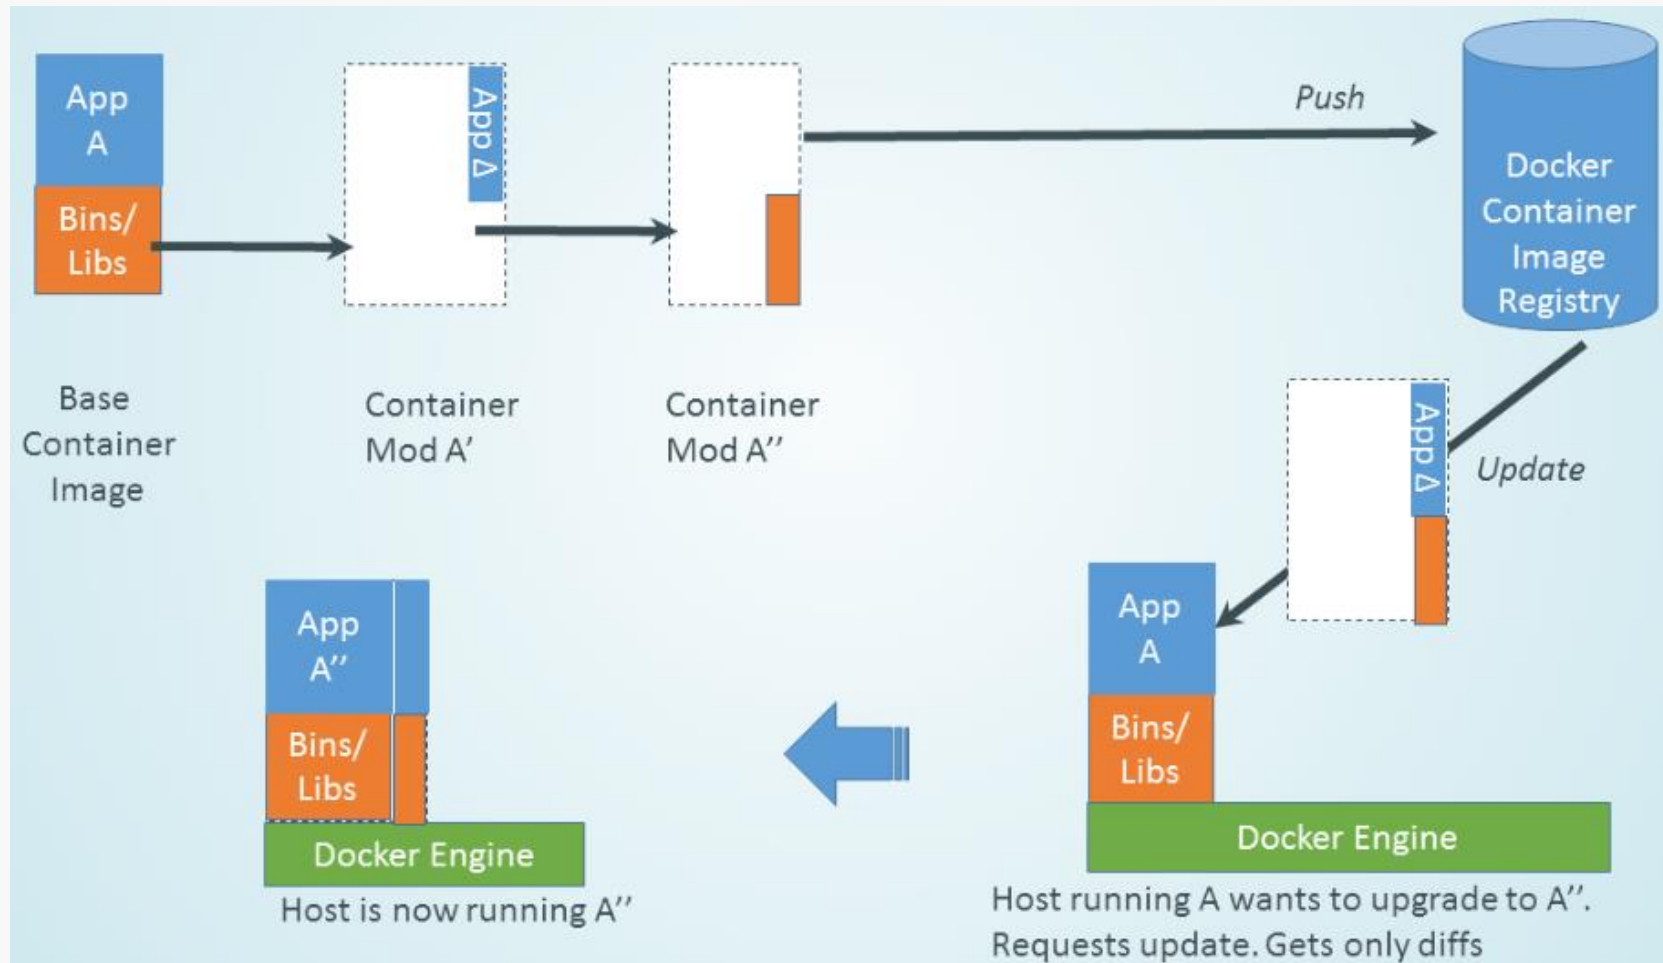 App
A
Bins/
Libs
App Δ
Push
Docker
Container
Image
Registry
Base
Container
Image
Container
Mod A'
Container
Mod A''
App Δ
Update
App
A''
Bins/
Libs
Docker Engine
Host is now running A''
App
A
Bins/
Libs
Docker Engine
Host running A wants to upgrade to A''.
Requests update. Gets only diffs